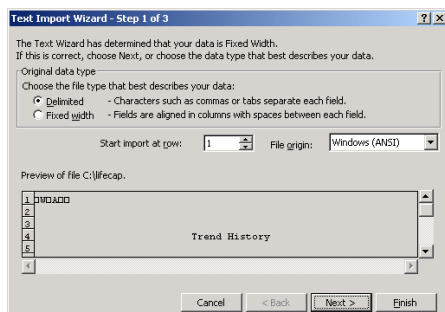 Text Import Wizard - Step 1 of 3
The Text Wizard has determined that your data is Fixed Width.
If this is correct, choose Next, or choose the data type that best describes your data.
Original data type
Choose the file type that best describes your data:
Delimited - Characters such as commas or tabs separate each field.
Fixed width - Fields are aligned in columns with spaces between each field.
Start import at row: 1 File origin: Windows (ANSI)
Preview of file C:\lifecap.
1 □W□A□□
2
3
4 Trend History
5
Cancel < Back Next > Finish